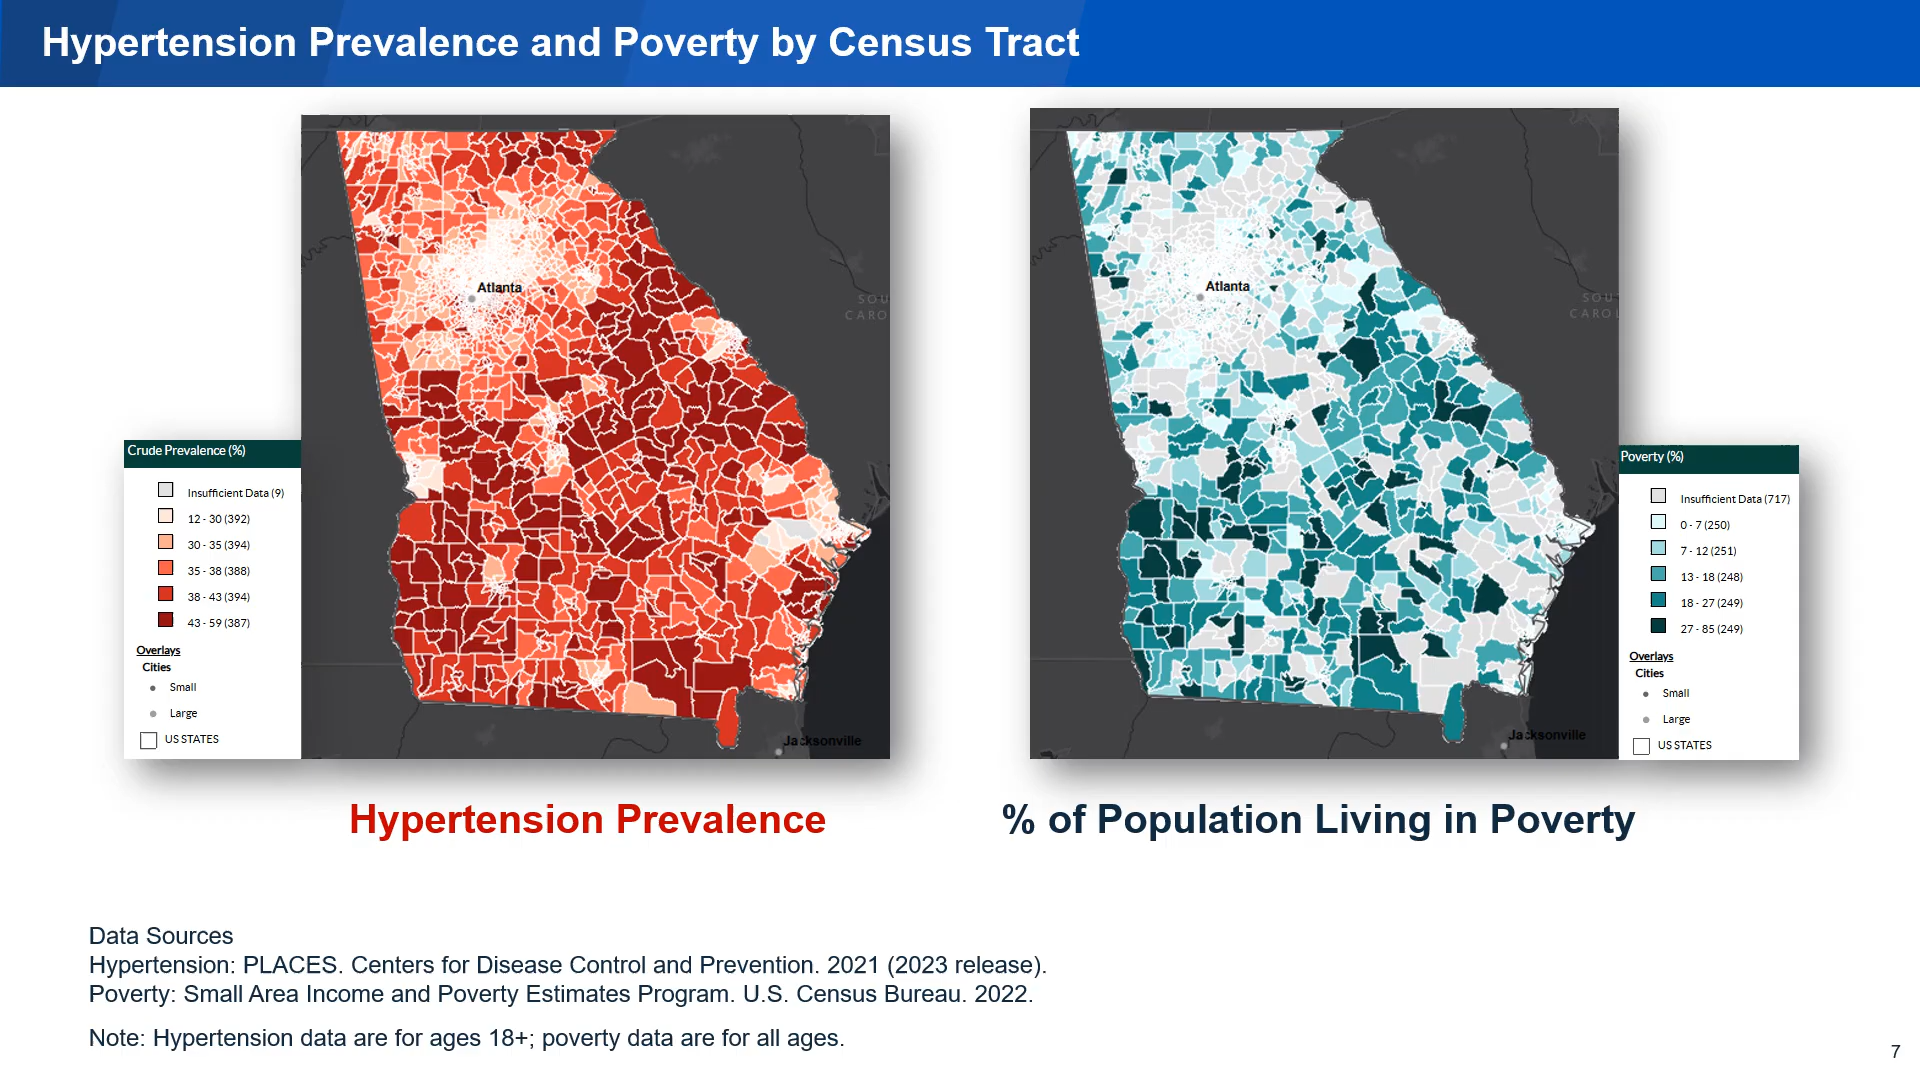 Hypertension Prevalence and Poverty by Census Tract
Atlanta
SOU
CARO
Jacksonville
Crude Prevalence (%)
Insufficient Data (9)
12 - 30 (392)
30 - 35 (394)
35 - 38 (388)
38 - 43 (394)
43 - 59 (387)
Overlays
Cities
Small
Large
US STATES
Atlanta
SOU
CAROL
Jacksonville
Poverty (%)
Insufficient Data (717)
0 - 7 (250)
7 - 12 (251)
13 - 18 (248)
18 - 27 (249)
27 - 85 (249)
Overlays
Cities
Small
Large
US STATES
Hypertension Prevalence
% of Population Living in Poverty
Data Sources
Hypertension: PLACES. Centers for Disease Control and Prevention. 2021 (2023 release).
Poverty: Small Area Income and Poverty Estimates Program. U.S. Census Bureau. 2022.
Note: Hypertension data are for ages 18+; poverty data are for all ages.
7